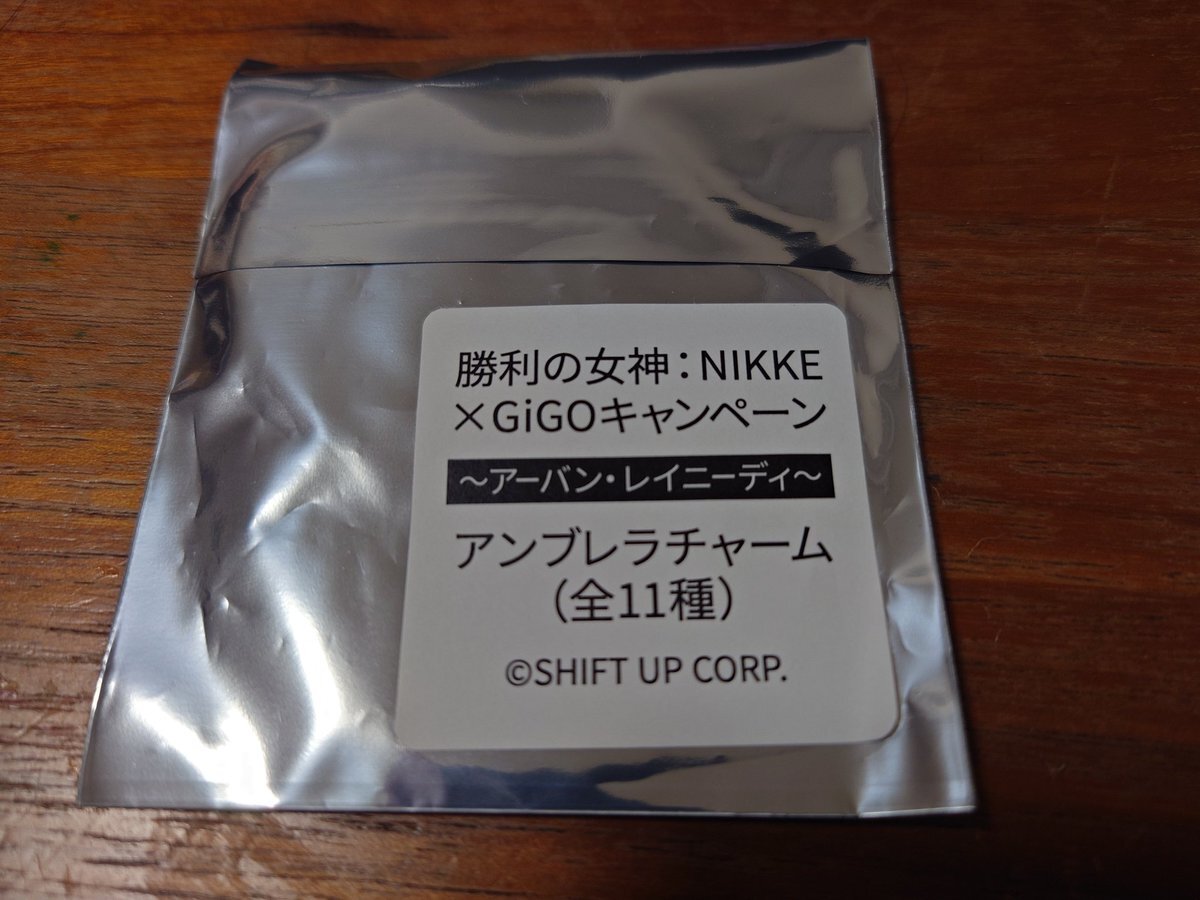 勝利の女神：NIKKE
×GiGOキャンペーン
～アーバン・レイニーディ～
アンブレラチャーム
（全11種）
©SHIFT UP CORP.